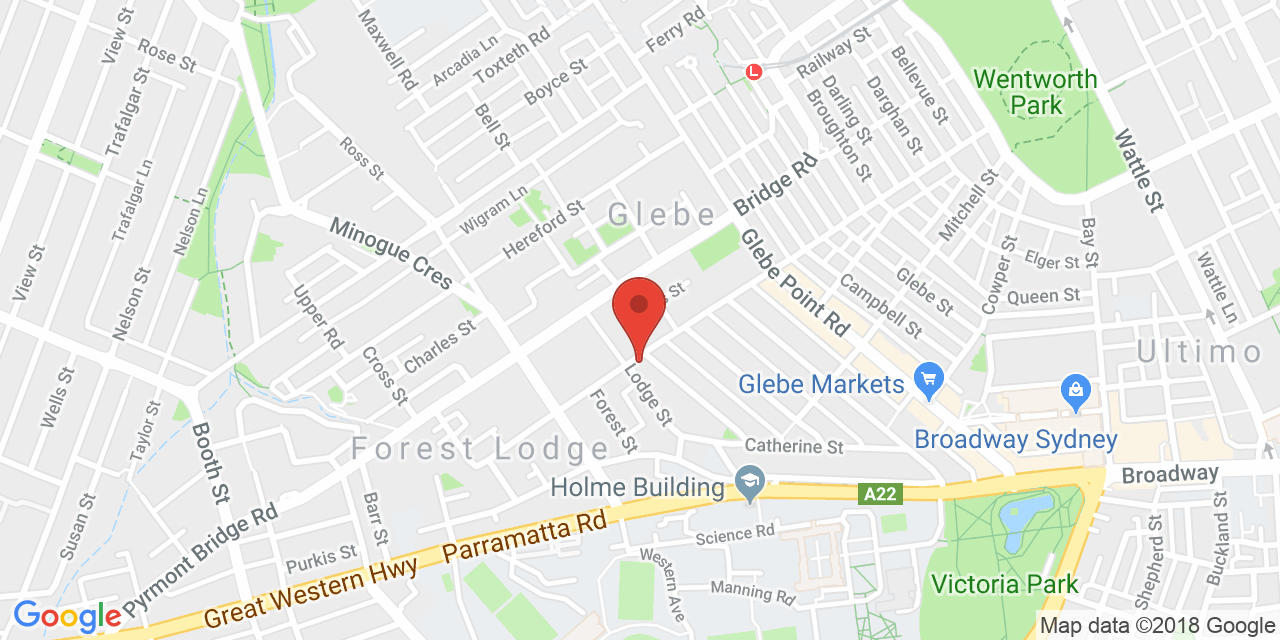 View St
Rose St
Trafalgar St
Maxwell Rd
Arcadia Ln
Toxteth Rd
Boyce St
Ferry Rd
Bell St
Railway St
Bellevue St
Darghan St
Darling St
Broughton St
Wentworth
Park
Wattle St
Trafalgar Ln
Nelson Ln
Ross St
Wigram Ln
Hereford St
Glebe
Bridge Rd
Mitchell St
Minogue Cres
Glebe Point Rd
Bay St
Elger St
Cowper St
Queen St
Glebe St
Campbell St
Wattle Ln
View St
Nelson St
Upper Rd
Charles St
Cross St
St
Ultimo
Wells St
Taylor St
Booth St
Lodge St
Forest St
Glebe Markets
Broadway Sydney
Catherine St
Forest Lodge
Holme Building
A22
Broadway
Susan St
Barr St
Pyrmont Bridge Rd
Purkis St
Parramatta Rd
Great Western Hwy
Science Rd
Western Ave
Manning Rd
Victoria Park
Shepherd St
Buckland St
L
Google
Map data ©2018 Google